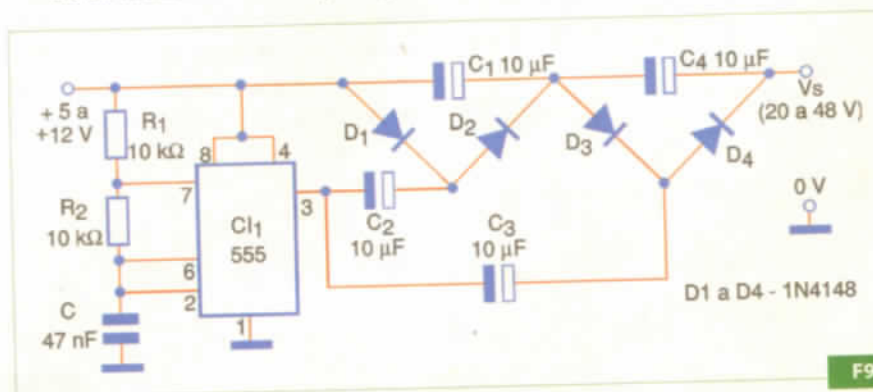 C1 10 µF
C4 10 µF
+ 5 a
+12 V
R1
10 kΩ
8
4
D1
D2
D3
D4
Vs
(20 a 48 V)
7
R2
10 kΩ
CI1
555
3
C2
10 µF
C3
10 µF
0 V
6
2
C
47 nF
1
D1 a D4 - 1N4148
F9